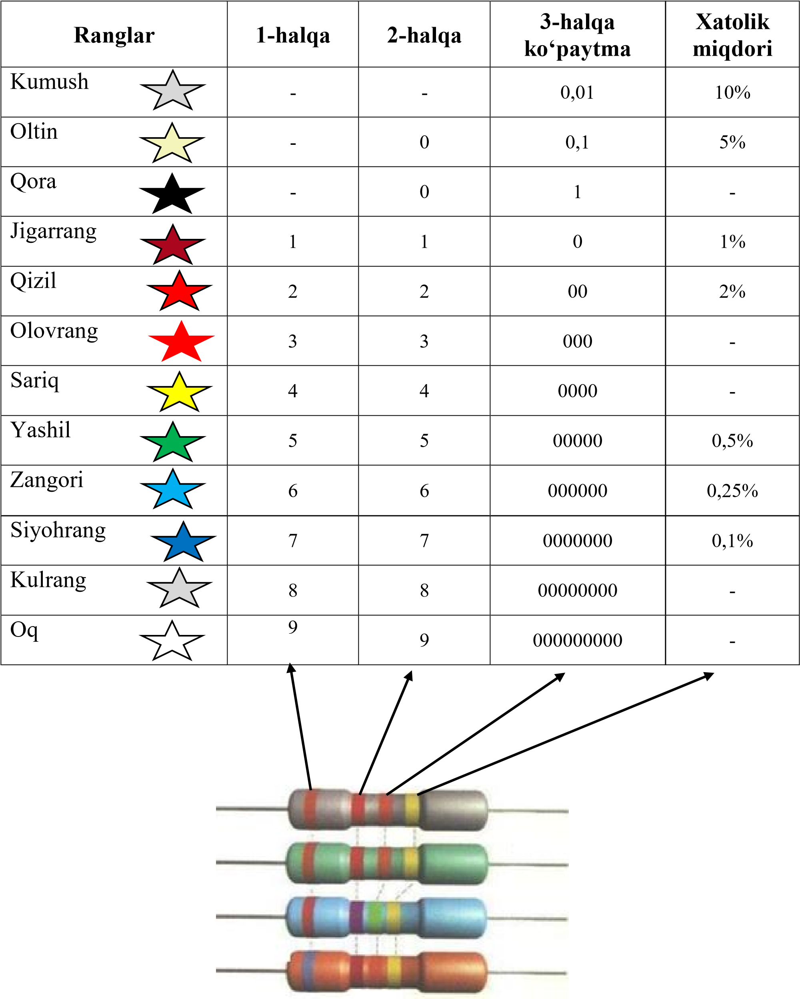 Ranglar 1-halqa 2-halqa 3-halqa ko‘paytma Xatolik miqdori
Kumush - - 0,01 10%
Oltin - 0 0,1 5%
Qora - 0 1 -
Jigarrang 1 1 0 1%
Qizil 2 2 00 2%
Olovrang 3 3 000 -
Sariq 4 4 0000 -
Yashil 5 5 00000 0,5%
Zangori 6 6 000000 0,25%
Siyohrang 7 7 0000000 0,1%
Kulrang 8 8 00000000 -
Oq 9 9 000000000 -